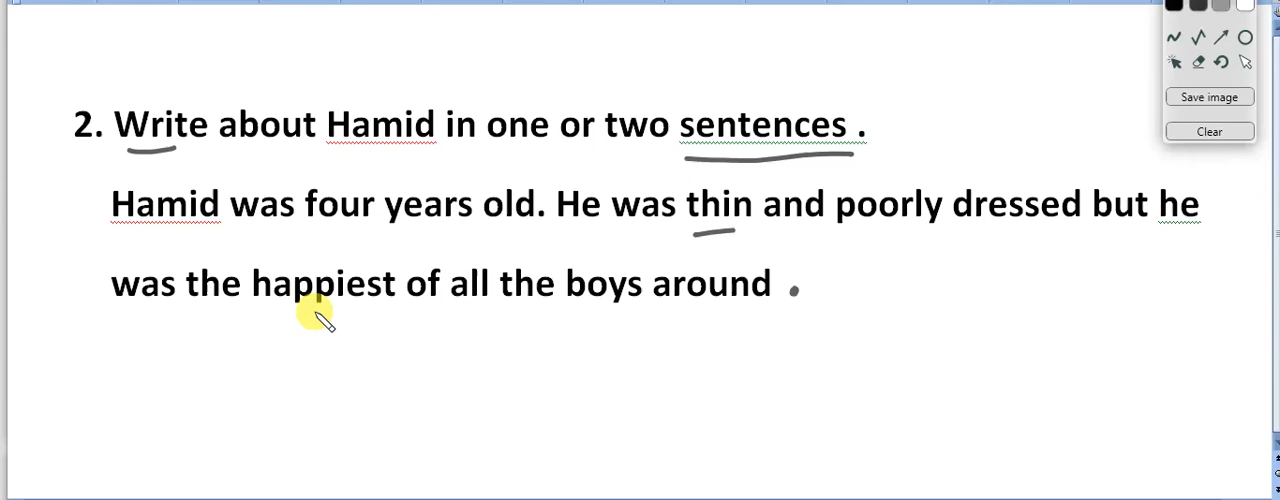 2. Write about Hamid in one or two sentences .
Hamid was four years old. He was thin and poorly dressed but he
was the happiest of all the boys around .
Save image
Clear